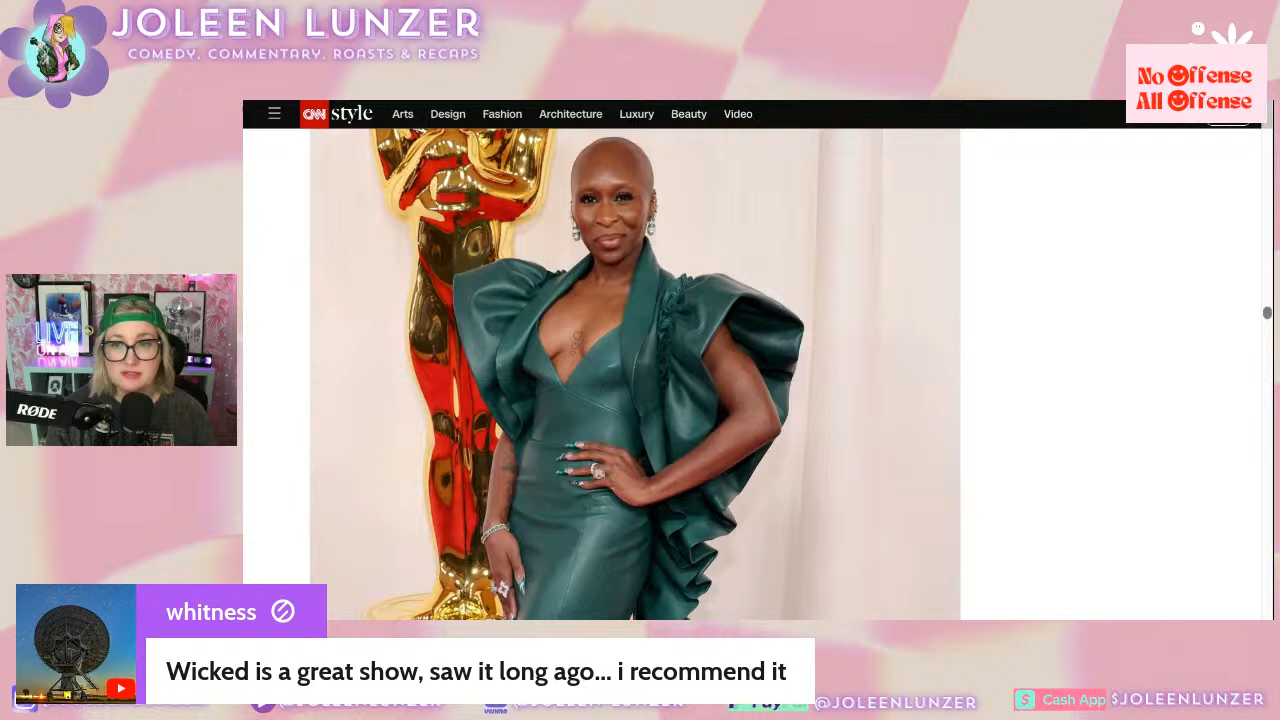 JOLEEN LUNZER
COMEDY, COMMENTARY, ROASTS & RECAPS
No Offense
All Offense
CNN style Arts Design Fashion Architecture Luxury Beauty Video
LIVE
RØDE
whitness
Wicked is a great show, saw it long ago... i recommend it
@JOLEENLUNZER
$ Cash App $JOLEENLUNZER